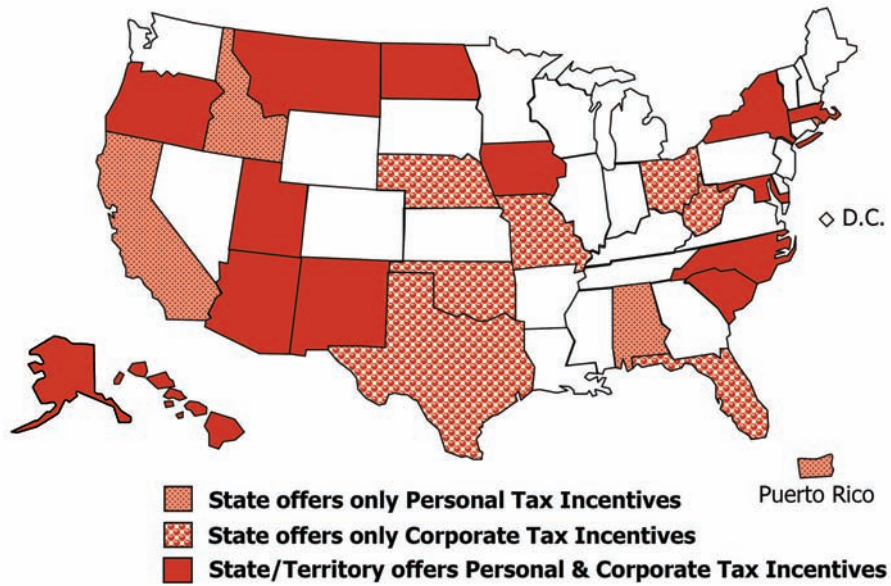 D.C.
Puerto Rico
State offers only Personal Tax Incentives
State offers only Corporate Tax Incentives
State/Territory offers Personal & Corporate Tax Incentives